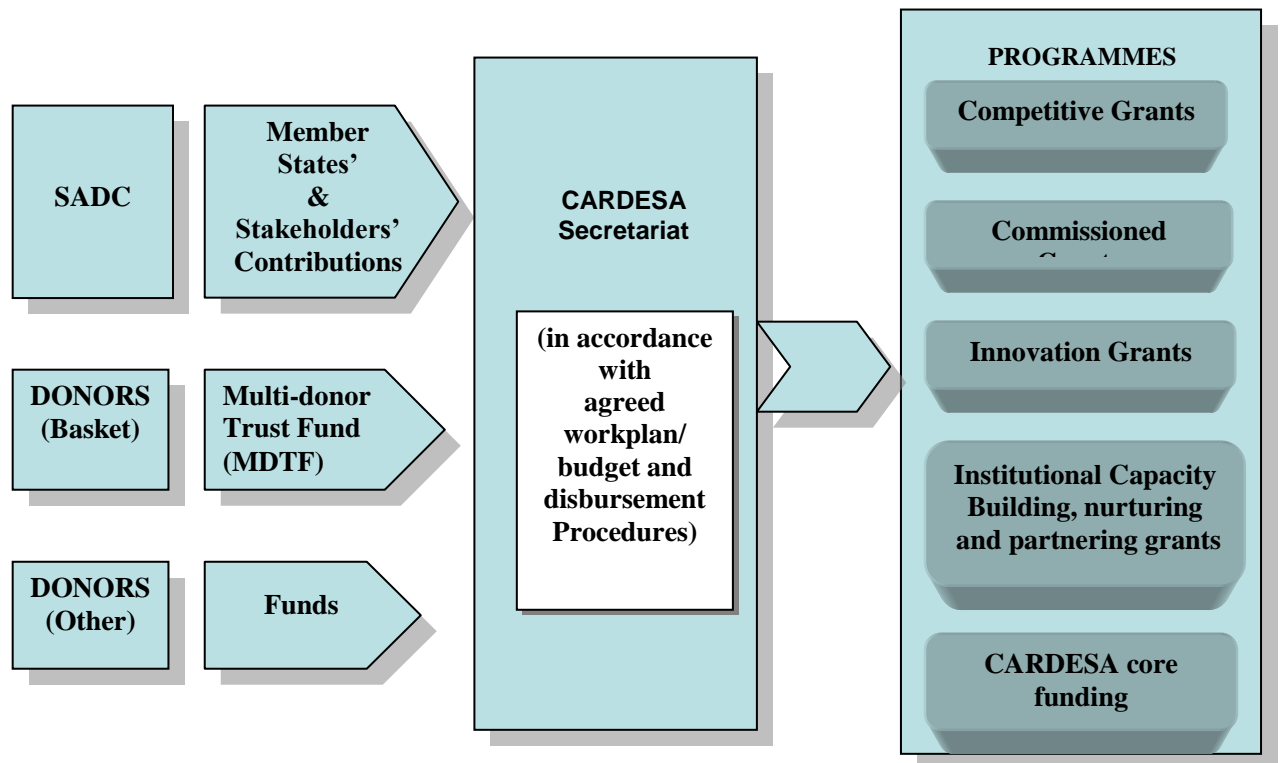 SADC
Member
States'
&
Stakeholders'
Contributions
DONORS
(Basket)
Multi-donor
Trust Fund
(MDTF)
DONORS
(Other)
Funds
CARDESA
Secretariat
(in accordance
with
agreed
workplan/
budget and
disbursement
Procedures)
PROGRAMMES
Competitive Grants
Commissioned
Innovation Grants
Institutional Capacity
Building, nurturing
and partnering grants
CARDESA core
funding